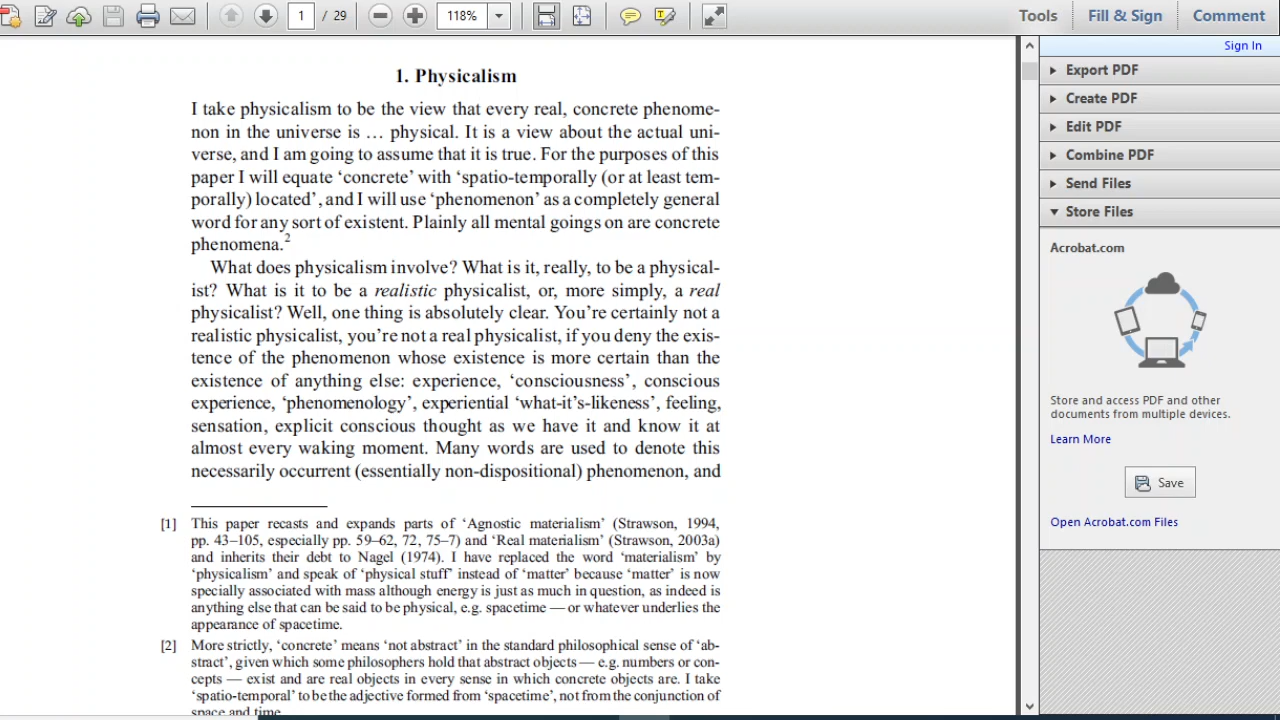 1 / 29 118% Tools Fill & Sign Comment
Sign In
1. Physicalism
I take physicalism to be the view that every real, concrete phenome-
non in the universe is … physical. It is a view about the actual uni-
verse, and I am going to assume that it is true. For the purposes of this
paper I will equate ‘concrete’ with ‘spatio-temporally (or at least tem-
porally) located’, and I will use ‘phenomenon’ as a completely general
word for any sort of existent. Plainly all mental goings on are concrete
phenomena.2
What does physicalism involve? What is it, really, to be a physical-
ist? What is it to be a realistic physicalist, or, more simply, a real
physicalist? Well, one thing is absolutely clear. You’re certainly not a
realistic physicalist, you’re not a real physicalist, if you deny the exis-
tence of the phenomenon whose existence is more certain than the
existence of anything else: experience, ‘consciousness’, conscious
experience, ‘phenomenology’, experiential ‘what-it’s-likeness’, feeling,
sensation, explicit conscious thought as we have it and know it at
almost every waking moment. Many words are used to denote this
necessarily occurrent (essentially non-dispositional) phenomenon, and
[1] This paper recasts and expands parts of ‘Agnostic materialism’ (Strawson, 1994,
pp. 43–105, especially pp. 59–62, 72, 75–7) and ‘Real materialism’ (Strawson, 2003a)
and inherits their debt to Nagel (1974). I have replaced the word ‘materialism’ by
‘physicalism’ and speak of ‘physical stuff’ instead of ‘matter’ because ‘matter’ is now
specially associated with mass although energy is just as much in question, as indeed is
anything else that can be said to be physical, e.g. spacetime — or whatever underlies the
appearance of spacetime.
[2] More strictly, ‘concrete’ means ‘not abstract’ in the standard philosophical sense of ‘ab-
stract’, given which some philosophers hold that abstract objects — e.g. numbers or con-
cepts — exist and are real objects in every sense in which concrete objects are. I take
‘spatio-temporal’ to be the adjective formed from ‘spacetime’, not from the conjunction of
space and time.
Export PDF
Create PDF
Edit PDF
Combine PDF
Send Files
Store Files
Acrobat.com
Store and access PDF and other
documents from multiple devices.
Learn More
Save
Open Acrobat.com Files